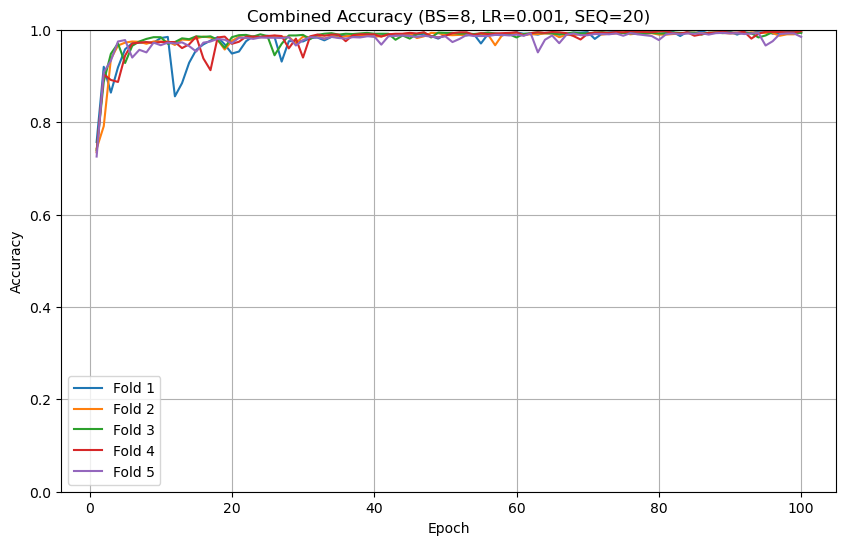 Combined Accuracy (BS=8, LR=0.001, SEQ=20)
1.0
0.8
0.6
0.4
0.2
0.0
Accuracy
Fold 1
Fold 2
Fold 3
Fold 4
Fold 5
0 20 40 60 80 100
Epoch